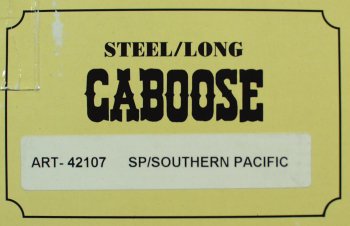 STEEL/LONG
CABOOSE
ART- 42107 SP/SOUTHERN PACIFIC